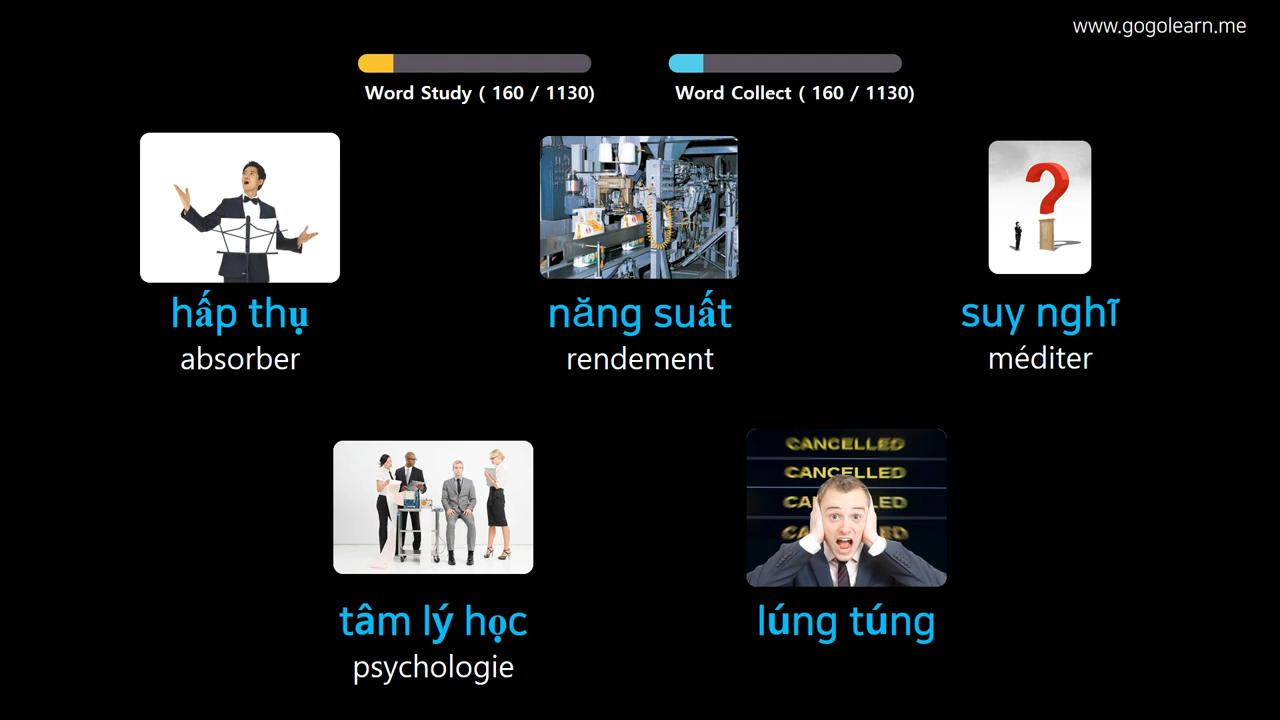 www.gogolearn.me
Word Study ( 160 / 1130)
Word Collect ( 160 / 1130)
hấp thụ
absorber
năng suất
rendement
suy nghĩ
méditer
CANCELLED
CANCELLED
tâm lý học
psychologie
lúng túng